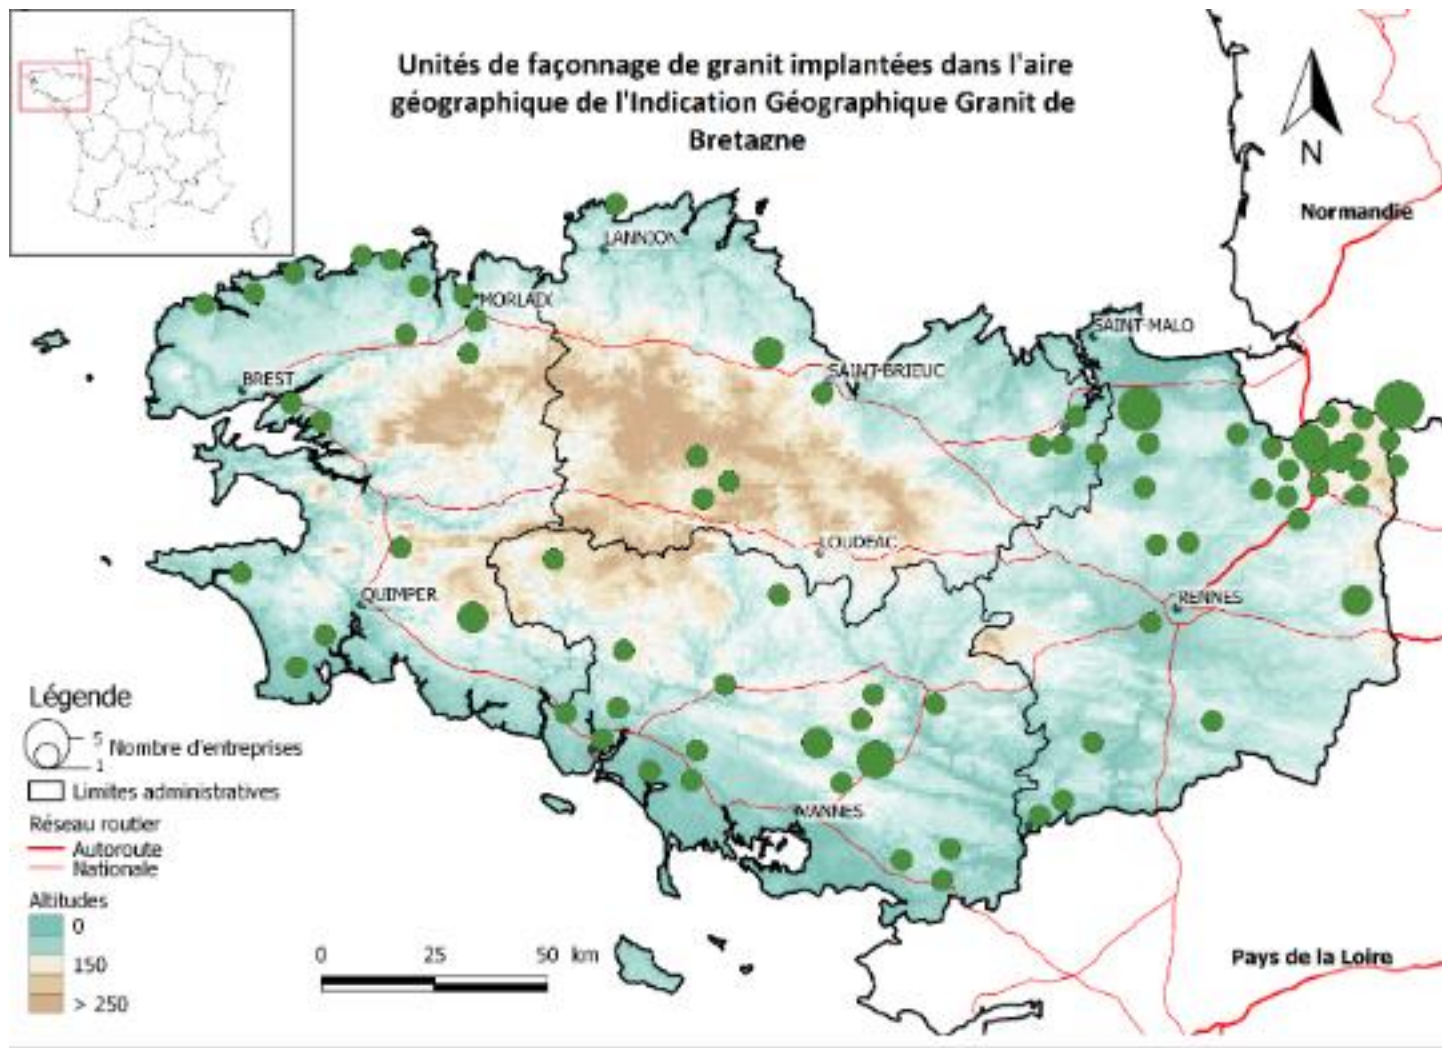 Unités de façonnage de granit implantées dans l'aire
géographique de l'Indication Géographique Granit de
Bretagne
N
Normandie
LANNION
MORLAIX
SAINT-MALO
BREST
SAINT-BRIEUC
LOUDEAC
QUIMPER
RENNES
VANNES
Légende
5
1
Nombre d'entreprises
Limites administratives
Réseau routier
Autoroute
Nationale
Altitudes
0
150
> 250
0 25 50 km
Pays de la Loire